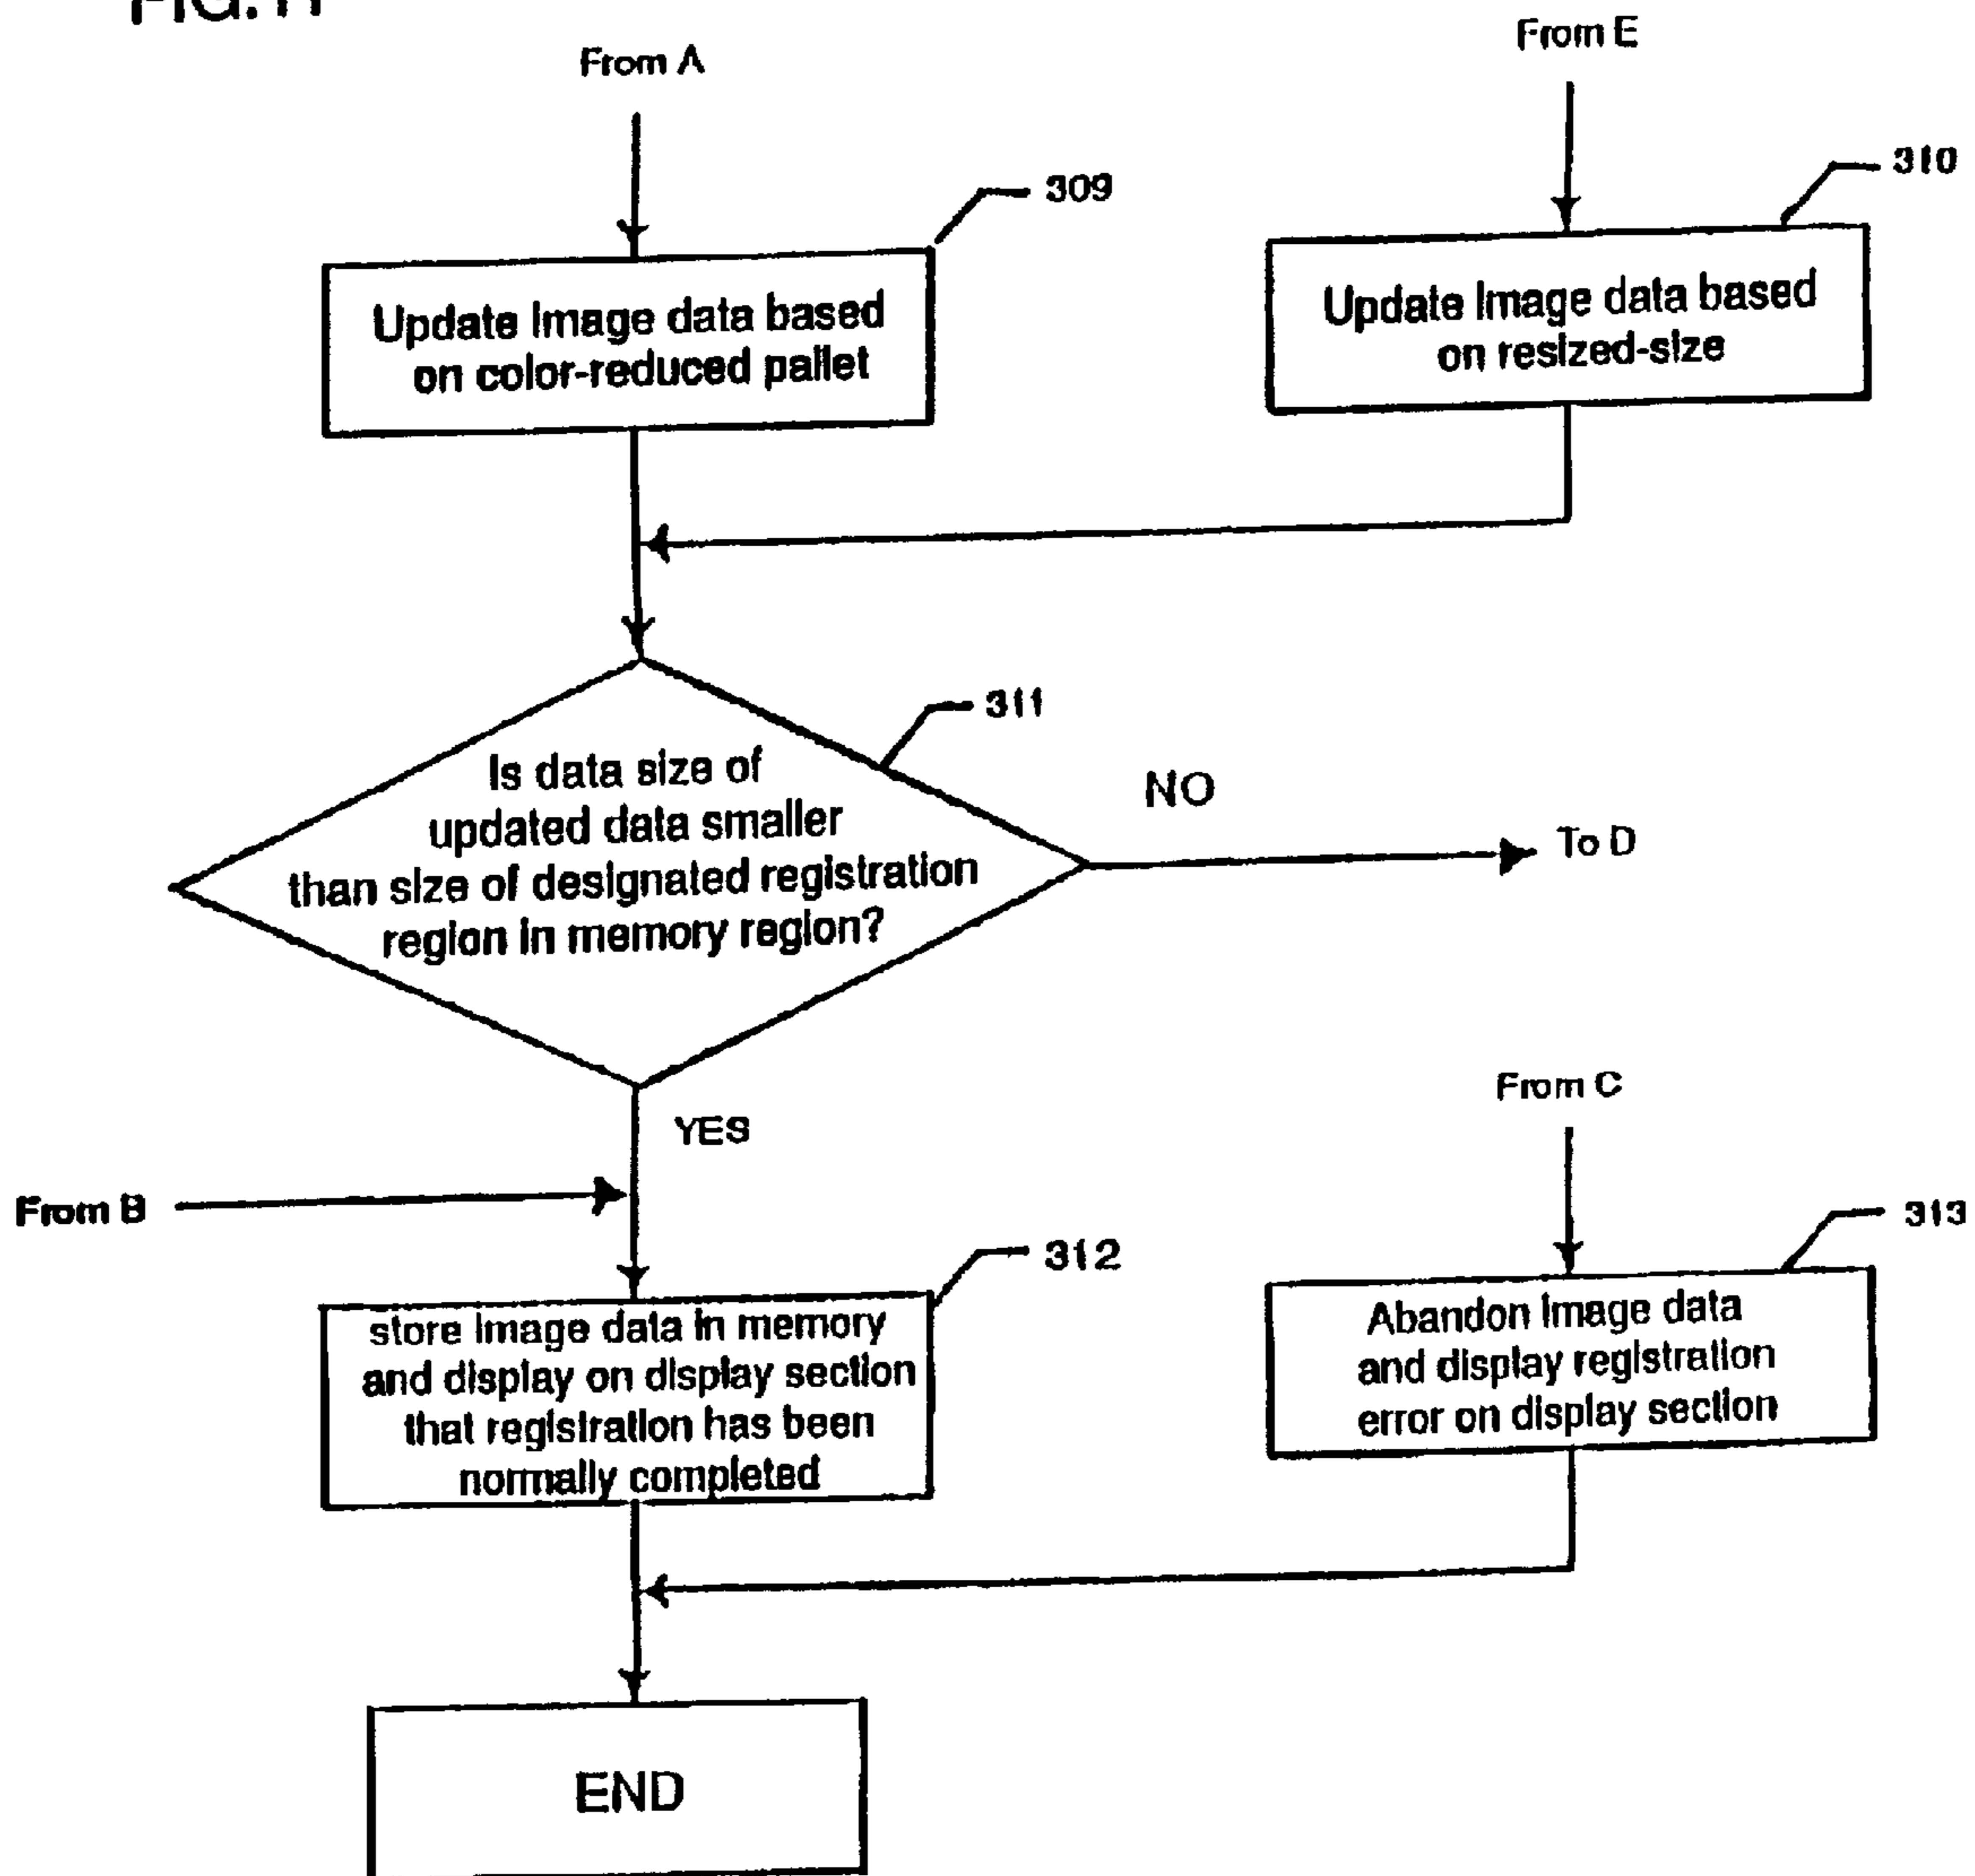 From A
From E
309
310
Update Image data based
on color-reduced pallet
Update Image data based
on resized-size
311
Is data size of
updated data smaller
than size of designated registration
region in memory region?
NO
To D
YES
From B
From C
312
313
store Image data in memory
and display on display section
that registration has been
normally completed
Abandon Image data
and display registration
error on display section
END